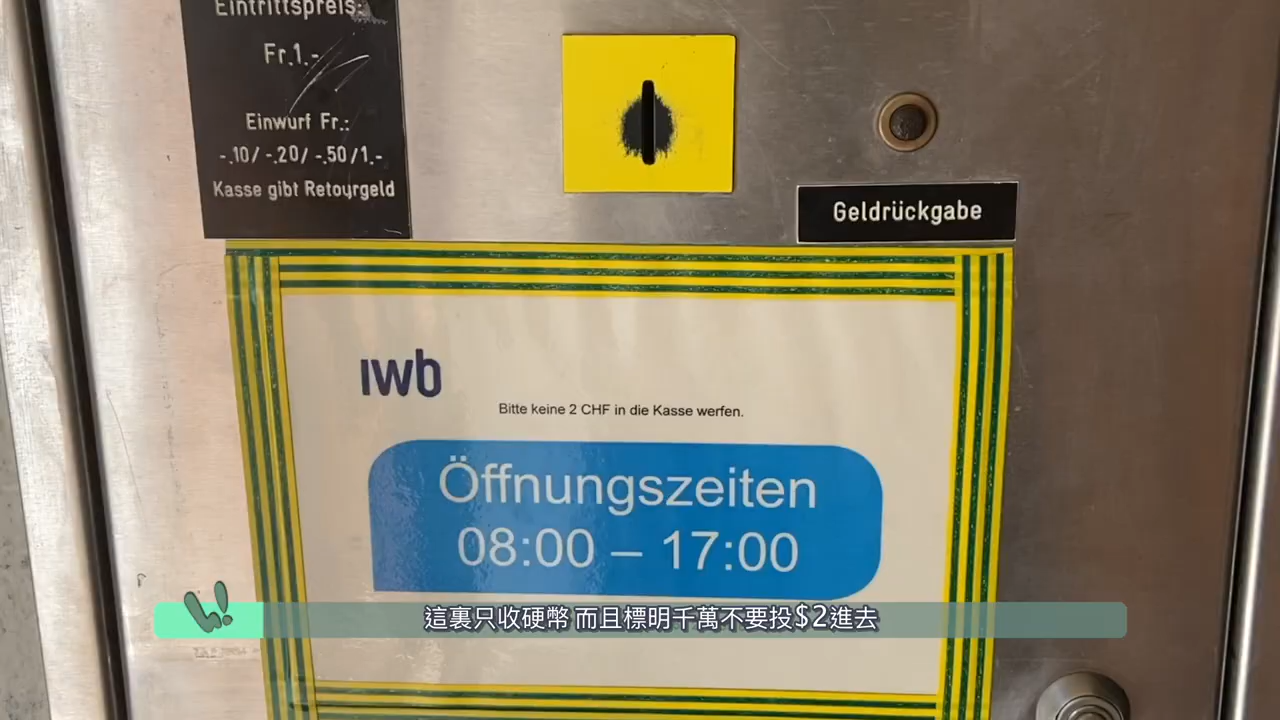 Eintrittspreis:
Fr.1.-
Einwurf Fr.:
-.10/ -.20/ -.50/1.-
Kasse gibt Retourgeld
Geldrückgabe
iwb
Bitte keine 2 CHF in die Kasse werfen.
Öffnungszeiten
08:00 – 17:00
這裏只收硬幣 而且標明千萬不要投$2進去